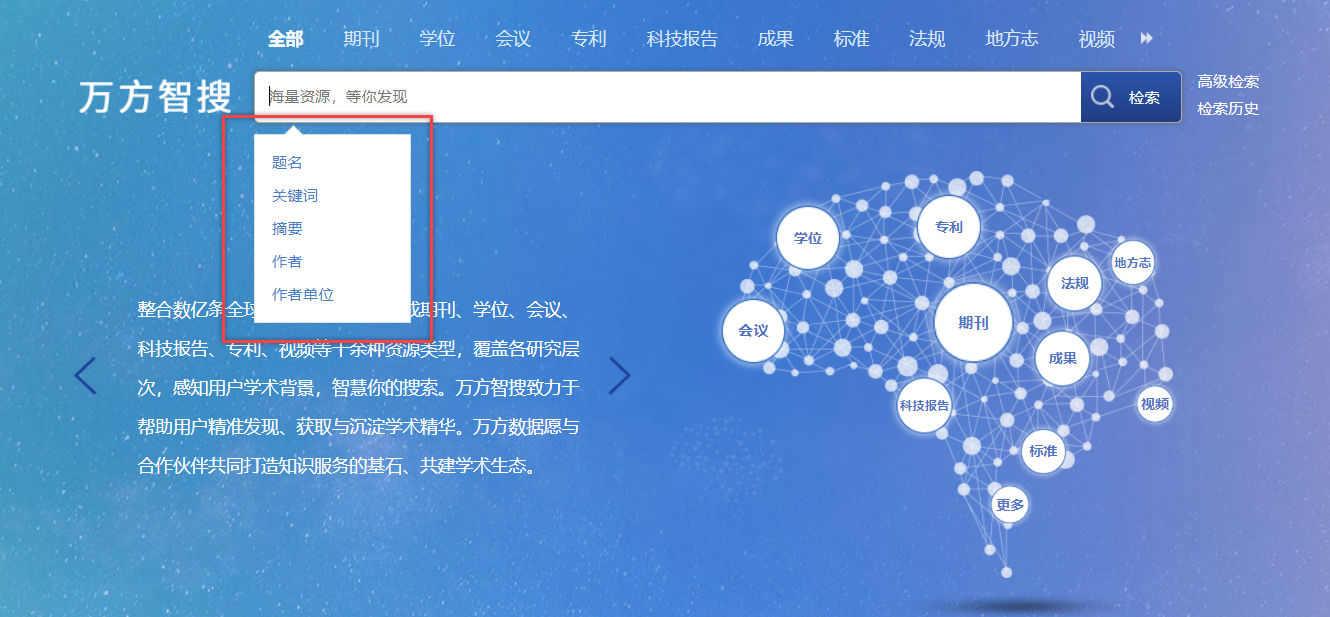 全部 期刊 学位 会议 专利 科技报告 成果 标准 法规 地方志 视频
万方智搜
海量资源，等你发现
检索
高级检索
检索历史
题名
关键词
摘要
作者
作者单位
整合数亿条全球 期刊、学位、会议、
科技报告、专利、视频等十余种资源类型，覆盖各研究层
次，感知用户学术背景，智慧你的搜索。万方智搜致力于
帮助用户精准发现、获取与沉淀学术精华。万方数据愿与
合作伙伴共同打造知识服务的基石、共建学术生态。
学位
专利
地方志
法规
会议
期刊
成果
科技报告
视频
标准
更多